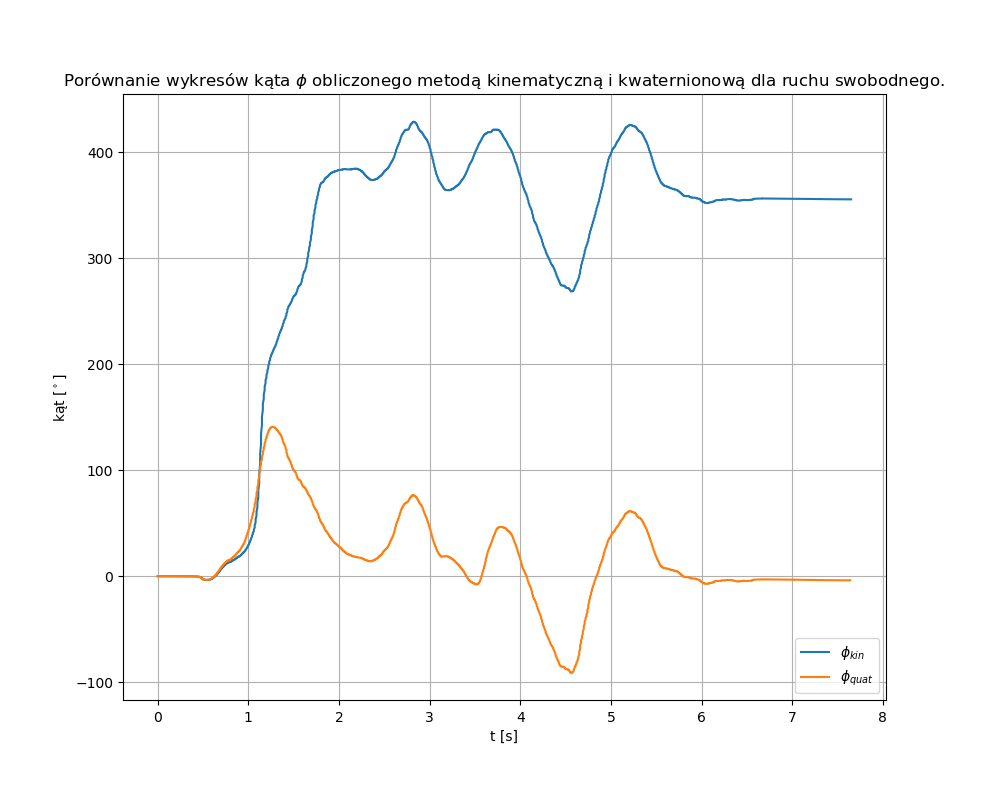 Porównanie wykresów kąta ϕ obliczonego metodą kinematyczną i kwaternionową dla ruchu swobodnego.
kąt [°]
400
300
200
100
0
−100
0 1 2 3 4 5 6 7 8
t [s]
ϕkin
ϕquat